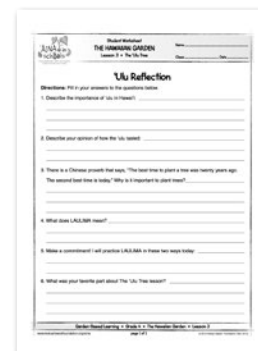 Student Worksheet
THE HAWAIIAN GARDEN
Name
Lesson 3 • The 'Ulu Tree
Class Date
'Ulu Reflection
Directions: Fill in your answers to the questions below.
1. Describe the importance of 'ulu in Hawai'i.
2. Describe your opinion of how the 'ulu tasted.
3. There is a Chinese proverb that says, "The best time to plant a tree was twenty years ago.
The second best time is today." Why is it important to plant trees?
4. What does LAULIMA mean?
5. Make a commitment! I will practice LAULIMA in these two ways today:
6. What was your favorite part about The 'Ulu Tree lesson?
Garden-Based Learning • Grade 4 • The Hawaiian Garden • Lesson 3
page 1 of 1